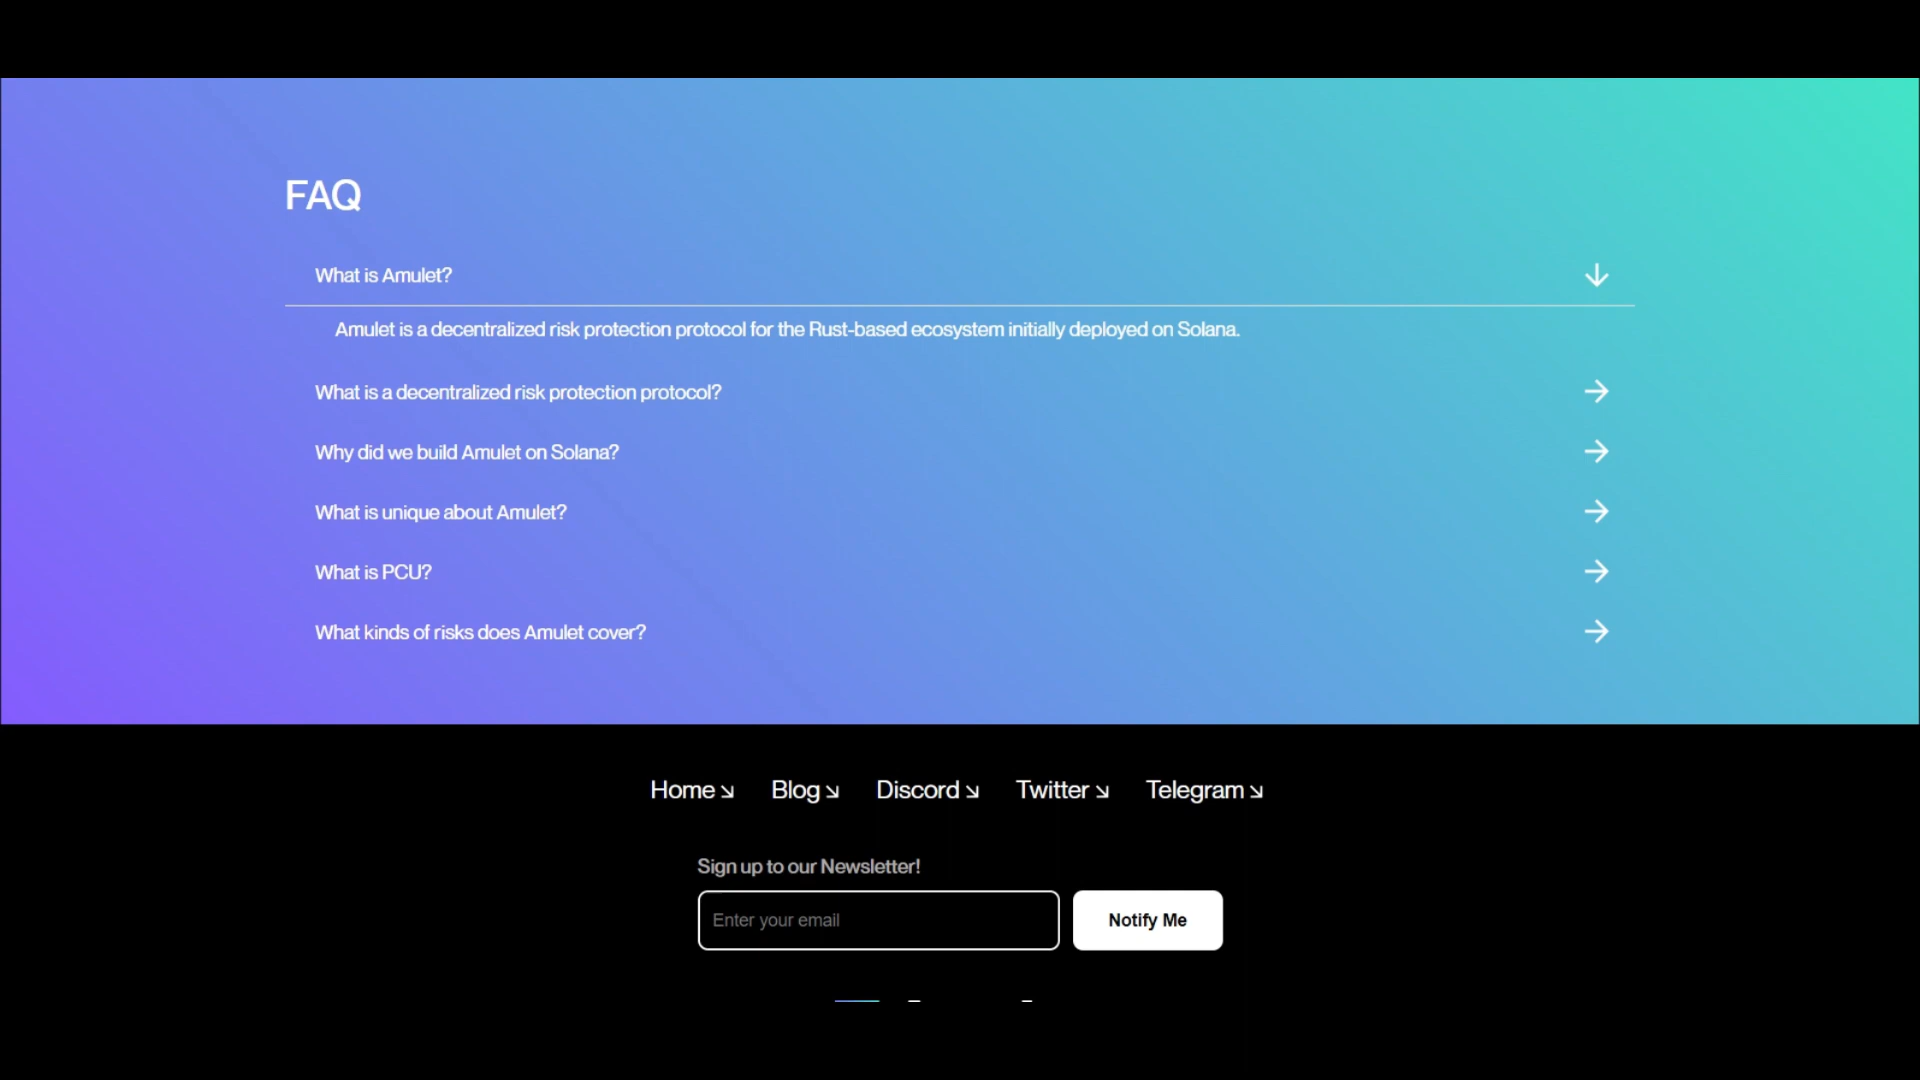 FAQ
What is Amulet?
Amulet is a decentralized risk protection protocol for the Rust-based ecosystem initially deployed on Solana.
What is a decentralized risk protection protocol?
Why did we build Amulet on Solana?
What is unique about Amulet?
What is PCU?
What kinds of risks does Amulet cover?
Home Blog Discord Twitter Telegram
Sign up to our Newsletter!
Enter your email Notify Me